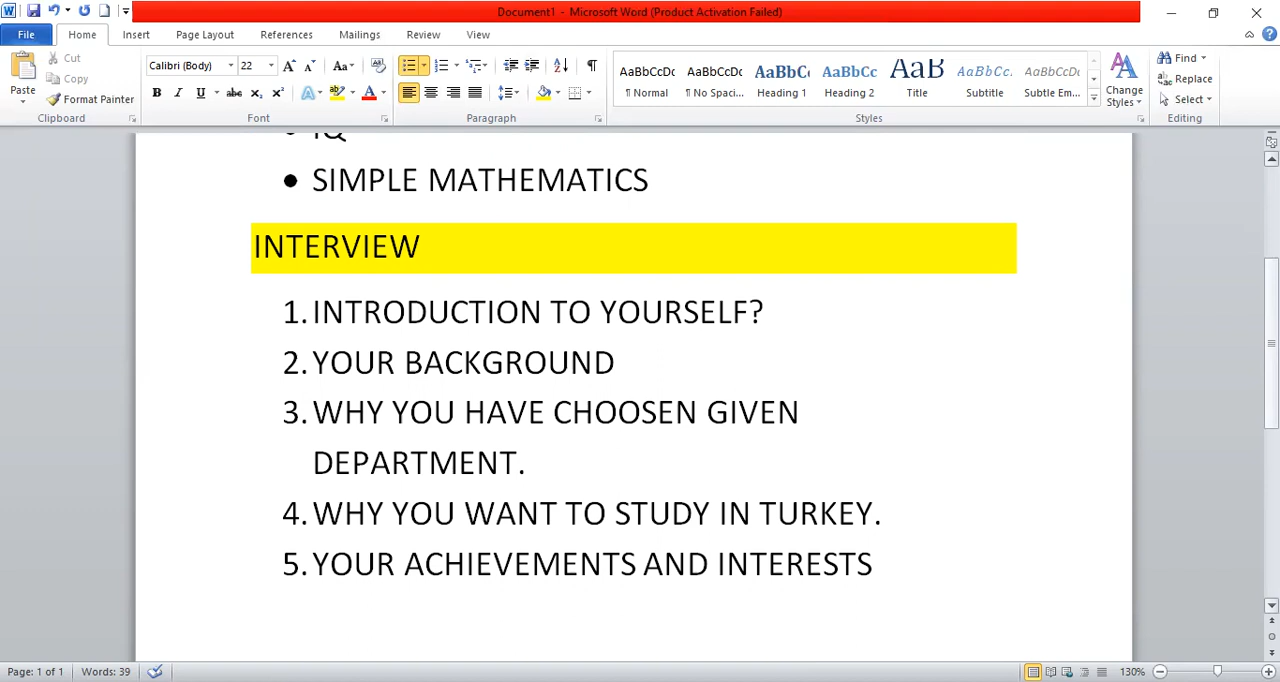 Document1 - Microsoft Word (Product Activation Failed)
File Home Insert Page Layout References Mailings Review View
Cut
Copy
Format Painter
Paste
Clipboard
Calibri (Body) 22
Font
Paragraph
AaBbCcDc AaBbCcDc AaBbC AaBbCc AaB AaBbCc. AaBbCcDc
¶ Normal ¶ No Spaci... Heading 1 Heading 2 Title Subtitle Subtle Em...
Styles
Change Styles
Find
Replace
Select
Editing
• IQ
• SIMPLE MATHEMATICS
INTERVIEW
1. INTRODUCTION TO YOURSELF?
2. YOUR BACKGROUND
3. WHY YOU HAVE CHOOSEN GIVEN
DEPARTMENT.
4. WHY YOU WANT TO STUDY IN TURKEY.
5. YOUR ACHIEVEMENTS AND INTERESTS
Page: 1 of 1 Words: 39 130%